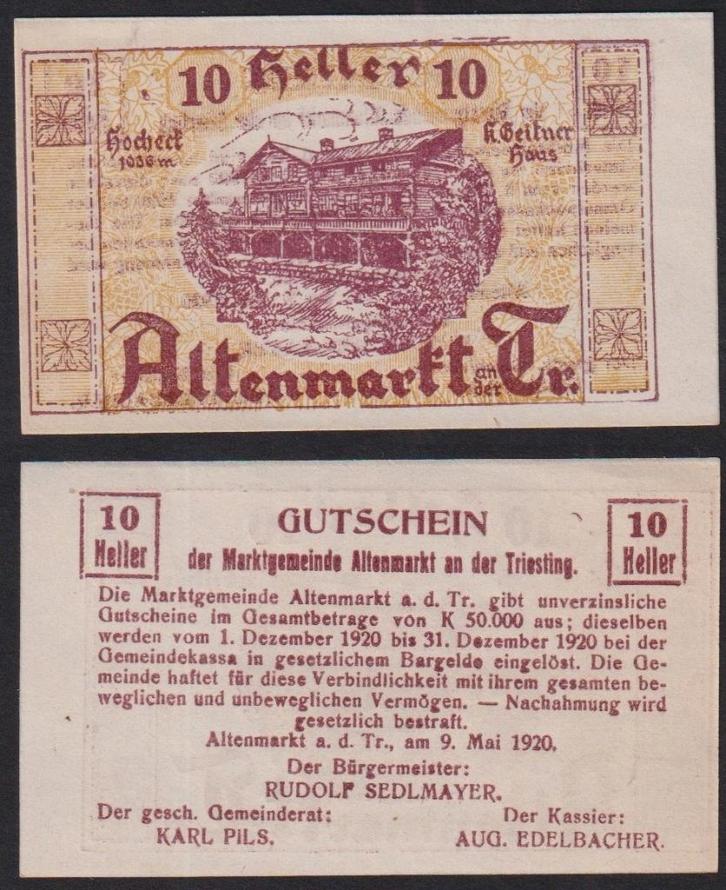 10 Heller 10
Hocheck
1036 m
K. Geitner
Haus
Altenmarkt an der Tr.
10
Heller
GUTSCHEIN
10
Heller
der Marktgemeinde Altenmarkt an der Triesting.
Die Marktgemeinde Altenmarkt a. d. Tr. gibt unverzinsliche
Gutscheine im Gesamtbetrage von K 50.000 aus; dieselben
werden vom 1. Dezember 1920 bis 31. Dezember 1920 bei der
Gemeindekassa in gesetzlichem Bargelde eingelöst. Die Ge-
meinde haftet für diese Verbindlichkeit mit ihrem gesamten be-
weglichen und unbeweglichen Vermögen. — Nachahmung wird
gesetzlich bestraft.
Altenmarkt a. d. Tr., am 9. Mai 1920.
Der Bürgermeister:
RUDOLF SEDLMAYER.
Der gesch. Gemeinderat:
KARL PILS.
Der Kassier:
AUG. EDELBACHER.